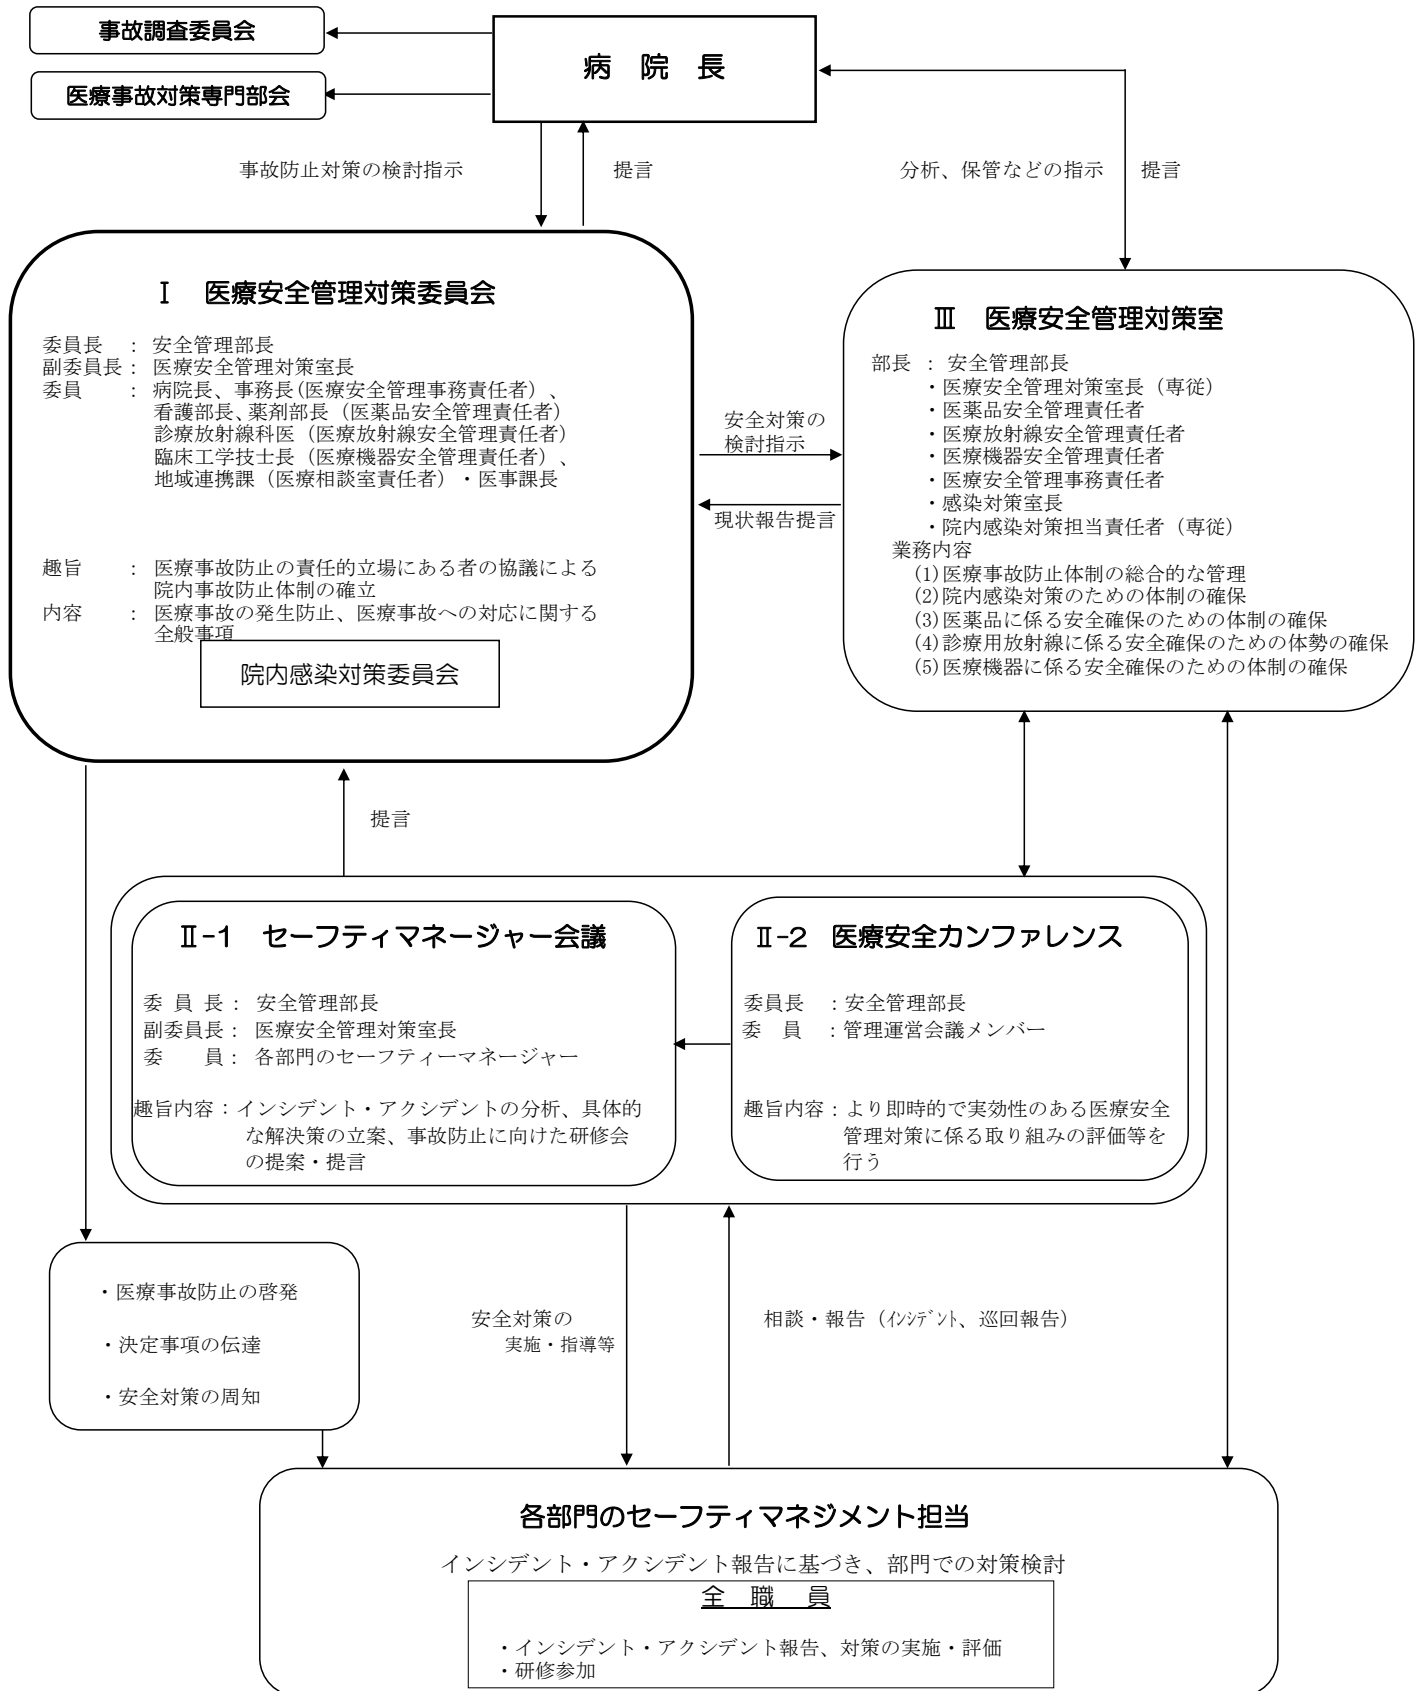 事故調査委員会
医療事故対策専門部会
病　院　長
事故防止対策の検討指示
提言
分析、保管などの指示
提言
Ⅰ　医療安全管理対策委員会
委員長　：　安全管理部長
副委員長：　医療安全管理対策室長
委員　　：　病院長、事務長（医療安全管理事務責任者）、
看護部長、薬剤部長（医薬品安全管理責任者）
診療放射線科医（医療放射線安全管理責任者）
臨床工学技士長（医療機器安全管理責任者）、
地域連携課（医療相談室責任者）・医事課長
趣旨　　：　医療事故防止の責任的立場にある者の協議による
院内事故防止体制の確立
内容　　：　医療事故の発生防止、医療事故への対応に関する
全般事項
院内感染対策委員会
安全対策の
検討指示
現状報告提言
Ⅲ　医療安全管理対策室
部長　：　安全管理部長
・医療安全管理対策室長（専従）
・医薬品安全管理責任者
・医療放射線安全管理責任者
・医療機器安全管理責任者
・医療安全管理事務責任者
・感染対策室長
・院内感染対策担当責任者（専従）
業務内容
(1)医療事故防止体制の総合的な管理
(2)院内感染対策のための体制の確保
(3)医薬品に係る安全確保のための体制の確保
(4)診療用放射線に係る安全確保のための体勢の確保
(5)医療機器に係る安全確保のための体制の確保
提言
Ⅱ-1　セーフティマネージャー会議
委 員 長：　安全管理部長
副委員長：　医療安全管理対策室長
委　　員：　各部門のセーフティーマネージャー
趣旨内容：インシデント・アクシデントの分析、具体的
な解決策の立案、事故防止に向けた研修会
の提案・提言
Ⅱ-2　医療安全カンファレンス
委員長　：安全管理部長
委　員　：管理運営会議メンバー
趣旨内容：より即時的で実効性のある医療安全
管理対策に係る取り組みの評価等を
行う
・医療事故防止の啓発
・決定事項の伝達
・安全対策の周知
安全対策の
実施・指導等
相談・報告（ｲﾝｼﾃﾞﾝﾄ、巡回報告）
各部門のセーフティマネジメント担当
インシデント・アクシデント報告に基づき、部門での対策検討
全　職　員
・インシデント・アクシデント報告、対策の実施・評価
・研修参加